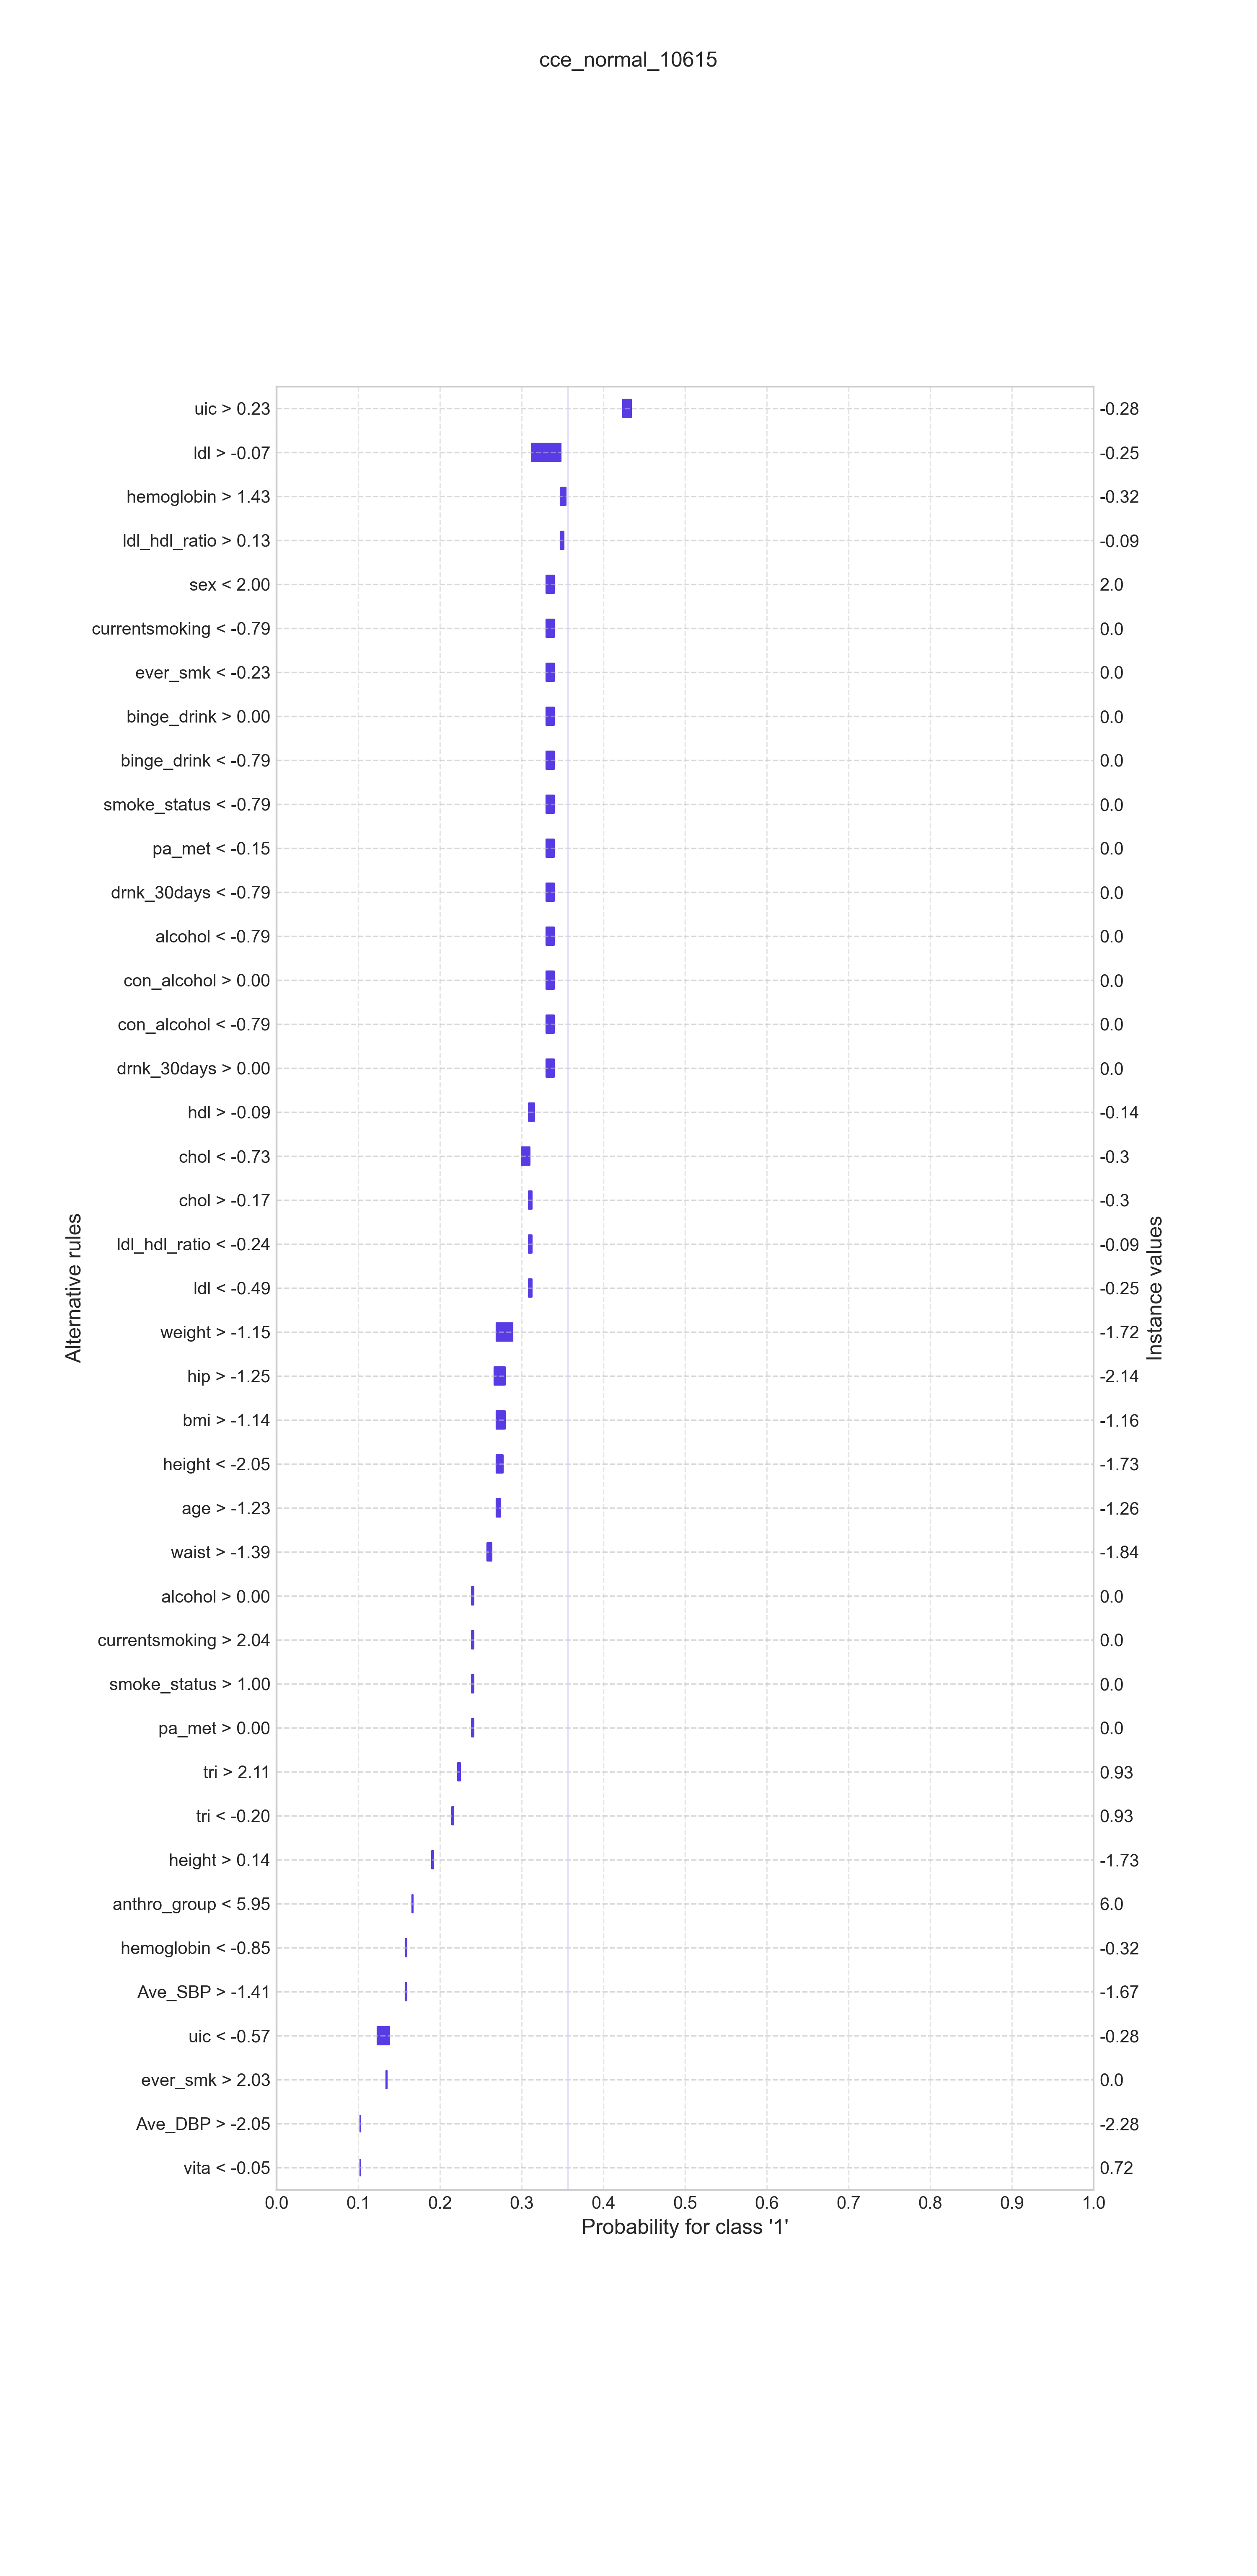 cce_normal_10615
uic > 0.23 -0.28
ldl > -0.07 -0.25
hemoglobin > 1.43 -0.32
ldl_hdl_ratio > 0.13 -0.09
sex < 2.00 2.0
currentsmoking < -0.79 0.0
ever_smk < -0.23 0.0
binge_drink > 0.00 0.0
binge_drink < -0.79 0.0
smoke_status < -0.79 0.0
pa_met < -0.15 0.0
drnk_30days < -0.79 0.0
alcohol < -0.79 0.0
con_alcohol > 0.00 0.0
con_alcohol < -0.79 0.0
drnk_30days > 0.00 0.0
hdl > -0.09 -0.14
chol < -0.73 -0.3
chol > -0.17 -0.3
ldl_hdl_ratio < -0.24 -0.09
ldl < -0.49 -0.25
weight > -1.15 -1.72
hip > -1.25 -2.14
bmi > -1.14 -1.16
height < -2.05 -1.73
age > -1.23 -1.26
waist > -1.39 -1.84
alcohol > 0.00 0.0
currentsmoking > 2.04 0.0
smoke_status > 1.00 0.0
pa_met > 0.00 0.0
tri > 2.11 0.93
tri < -0.20 0.93
height > 0.14 -1.73
anthro_group < 5.95 6.0
hemoglobin < -0.85 -0.32
Ave_SBP > -1.41 -1.67
uic < -0.57 -0.28
ever_smk > 2.03 0.0
Ave_DBP > -2.05 -2.28
vita < -0.05 0.72
Alternative rules
Instance values
0.0 0.1 0.2 0.3 0.4 0.5 0.6 0.7 0.8 0.9 1.0
Probability for class '1'